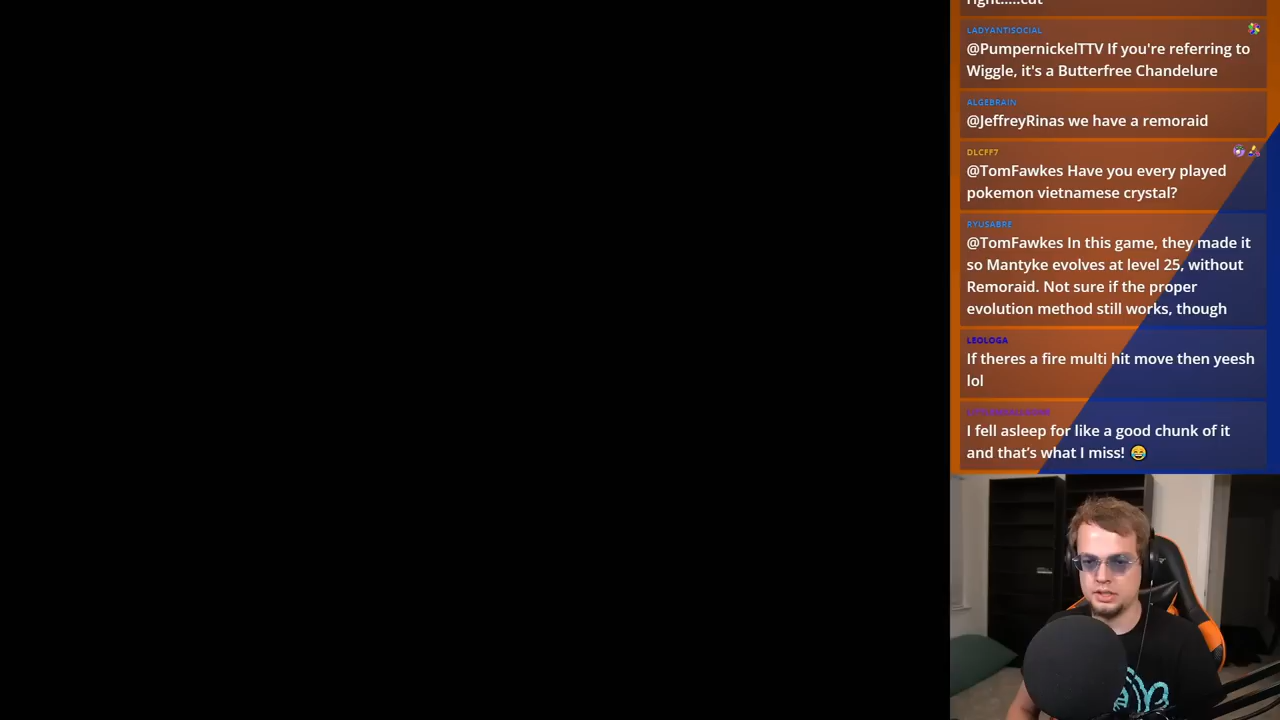 right.....cut
LADYANTISOCIAL
@PumpernickelTTV If you're referring to
Wiggle, it's a Butterfree Chandelure
ALGEBRAIN
@JeffreyRinas we have a remoraid
DLCFF7
@TomFawkes Have you every played
pokemon vietnamese crystal?
RYUSABRE
@TomFawkes In this game, they made it
so Mantyke evolves at level 25, without
Remoraid. Not sure if the proper
evolution method still works, though
LEOLOGA
If theres a fire multi hit move then yeesh
lol
I fell asleep for like a good chunk of it
and that’s what I miss! 😂